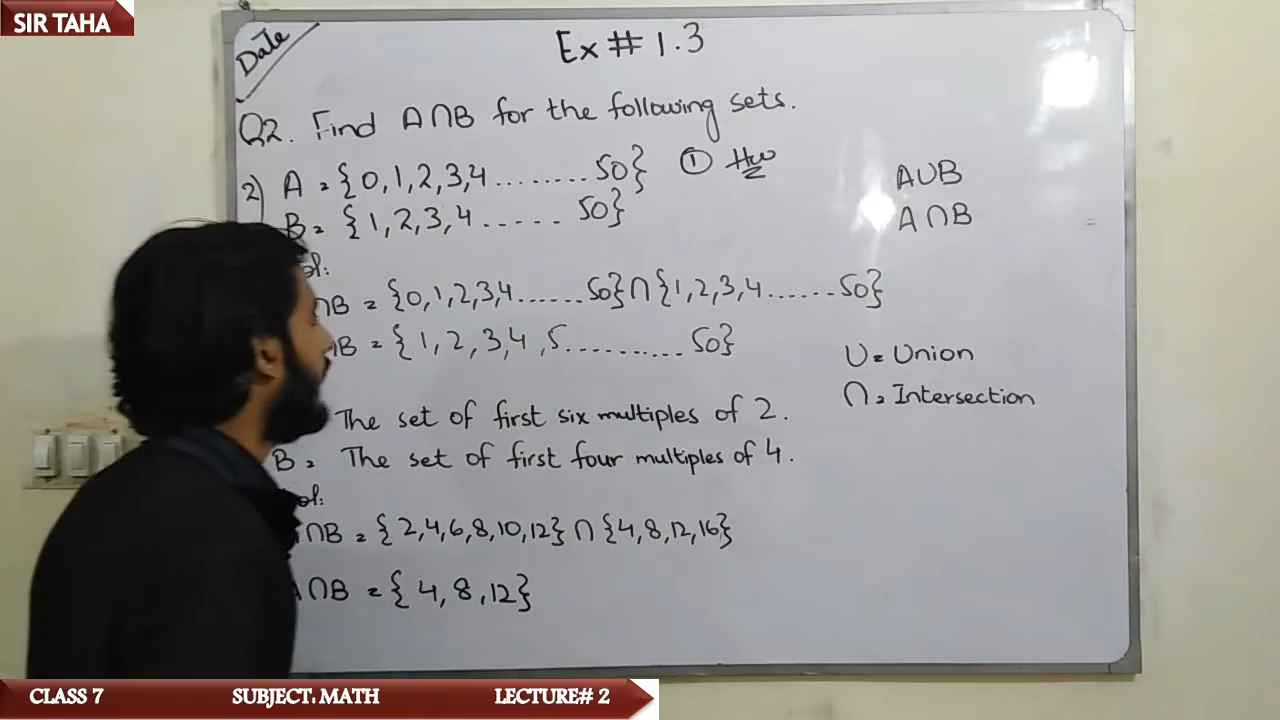 SIR TAHA
Date
Ex # 1.3
Q2. Find A∩B for the following sets.
2) A = {0,1,2,3,4 ........ 50} ① Hw
B = {1,2,3,4 ...... 50}
ol:
∩B = {0,1,2,3,4......50}∩{1,2,3,4......50}
∩B = {1,2,3,4,5..........50}
The set of first six multiples of 2.
B = The set of first four multiples of 4.
ol:
∩B = {2,4,6,8,10,12} ∩ {4,8,12,16}
A∩B = {4,8,12}
A∪B
A∩B
U = Union
∩ = Intersection
CLASS 7 SUBJECT: MATH LECTURE# 2